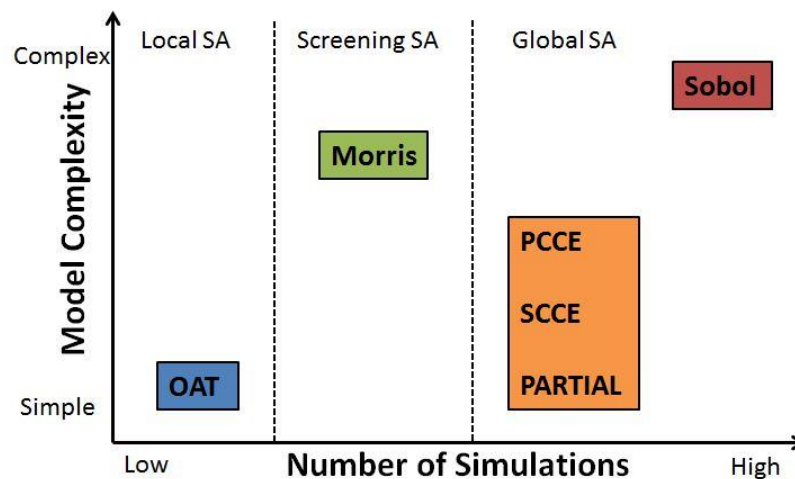 Local SA
Screening SA
Global SA
Complex
Sobol
Morris
Model Complexity
PCCE
SCCE
PARTIAL
OAT
Simple
Low
Number of Simulations
High